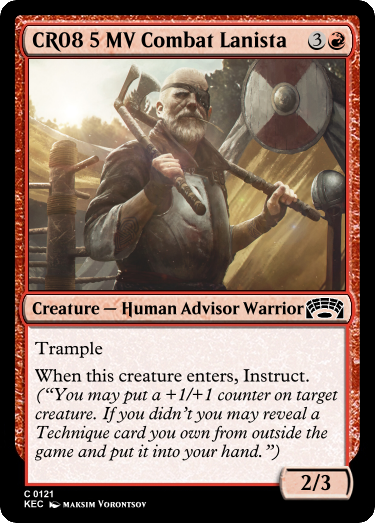 CR08 5 MV Combat Lanista 3
Creature — Human Advisor Warrior
Trample
When this creature enters, Instruct.
(“You may put a +1/+1 counter on target
creature. If you didn’t you may reveal a
Technique card you own from outside the
game and put it into your hand.”)
2/3
C 0121
KEC MAKSIM VORONTSOV